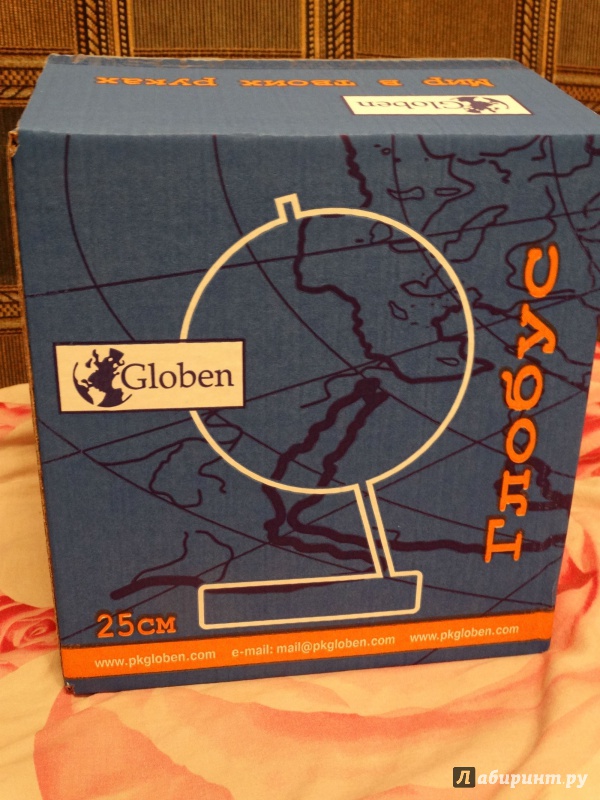 Мир в твоих руках
Globen
Globen
Глобус
25см
www.pkgloben.com e-mail: mail@pkgloben.com www.pkgloben.com
Лабиринт.ру